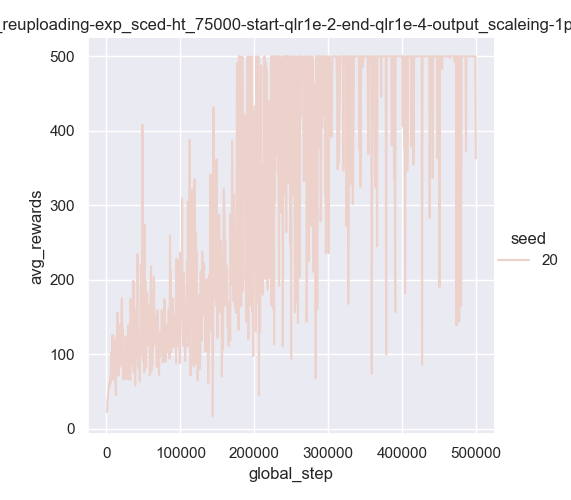 _reuploading-exp_sced-ht_75000-start-qlr1e-2-end-qlr1e-4-output_scaleing-1p
500
400
300
200
100
0
avg_rewards
0 100000 200000 300000 400000 500000
global_step
seed
20